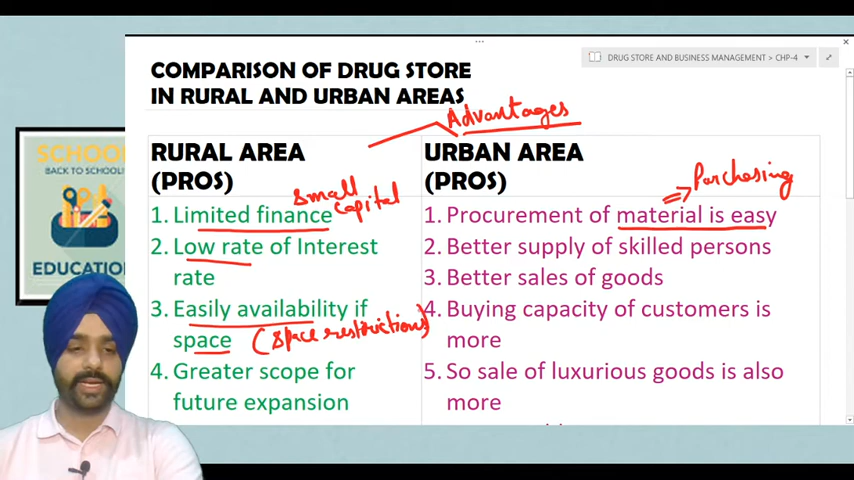 DRUG STORE AND BUSINESS MANAGEMENT > CHP-4
COMPARISON OF DRUG STORE
IN RURAL AND URBAN AREAS
Advantages
SCHOOL
BACK TO SCHOOL
EDUCATION
RURAL AREA
(PROS)
small
capital
1. Limited finance
2. Low rate of Interest
rate
3. Easily availability if
space (space restrictions)
4. Greater scope for
future expansion
URBAN AREA
(PROS)
Purchasing
1. Procurement of material is easy
2. Better supply of skilled persons
3. Better sales of goods
4. Buying capacity of customers is
more
5. So sale of luxurious goods is also
more